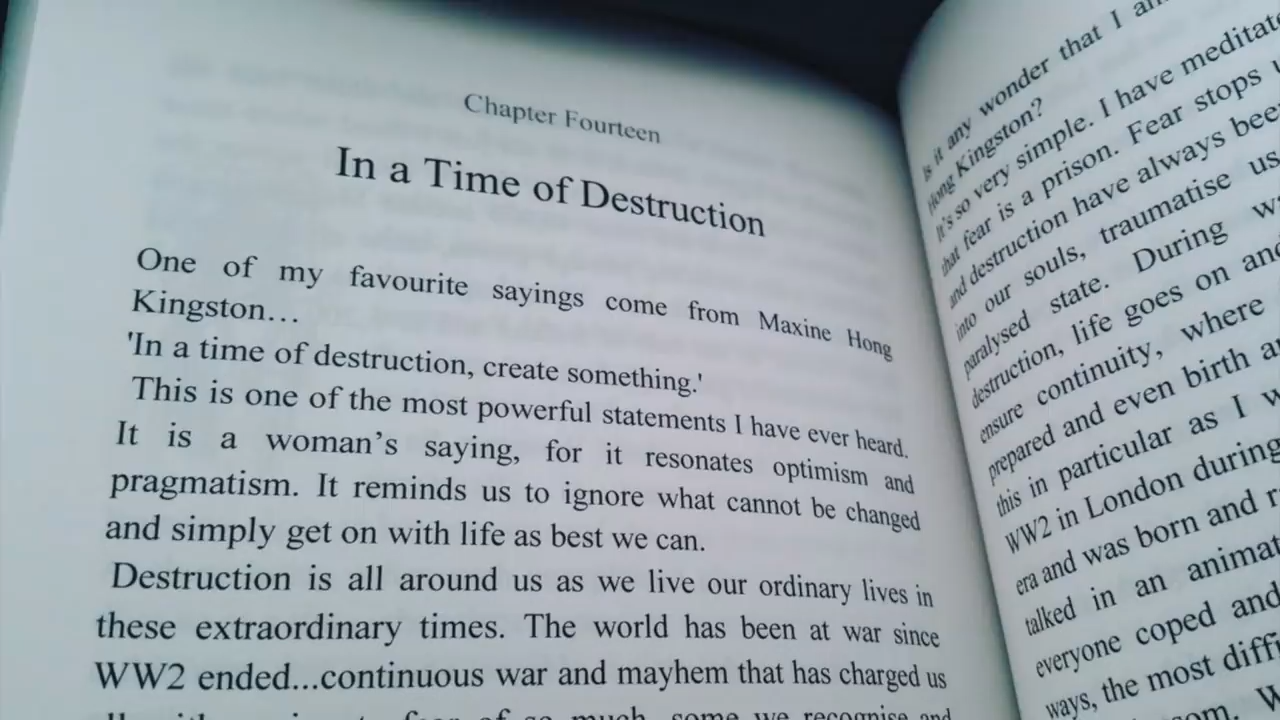 Chapter Fourteen
In a Time of Destruction
One of my favourite sayings come from Maxine Hong
Kingston...
'In a time of destruction, create something.'
This is one of the most powerful statements I have ever heard.
It is a woman's saying, for it resonates optimism and
pragmatism. It reminds us to ignore what cannot be changed
and simply get on with life as best we can.
Destruction is all around us as we live our ordinary lives in
these extraordinary times. The world has been at war since
WW2 ended...continuous war and mayhem that has charged us
fear of so much, some we recognise and
Is it any wonder that I
Hong Kingston?
It's so very simple. I have
that fear is a prison. Fear stops
and destruction have always
into our souls, traumatise us
paralysed state. During
destruction, life goes on
ensure continuity, where
prepared and even birth
this in particular as I
WW2 in London during
era and was born and
talked in an
everyone coped and
ways, the most